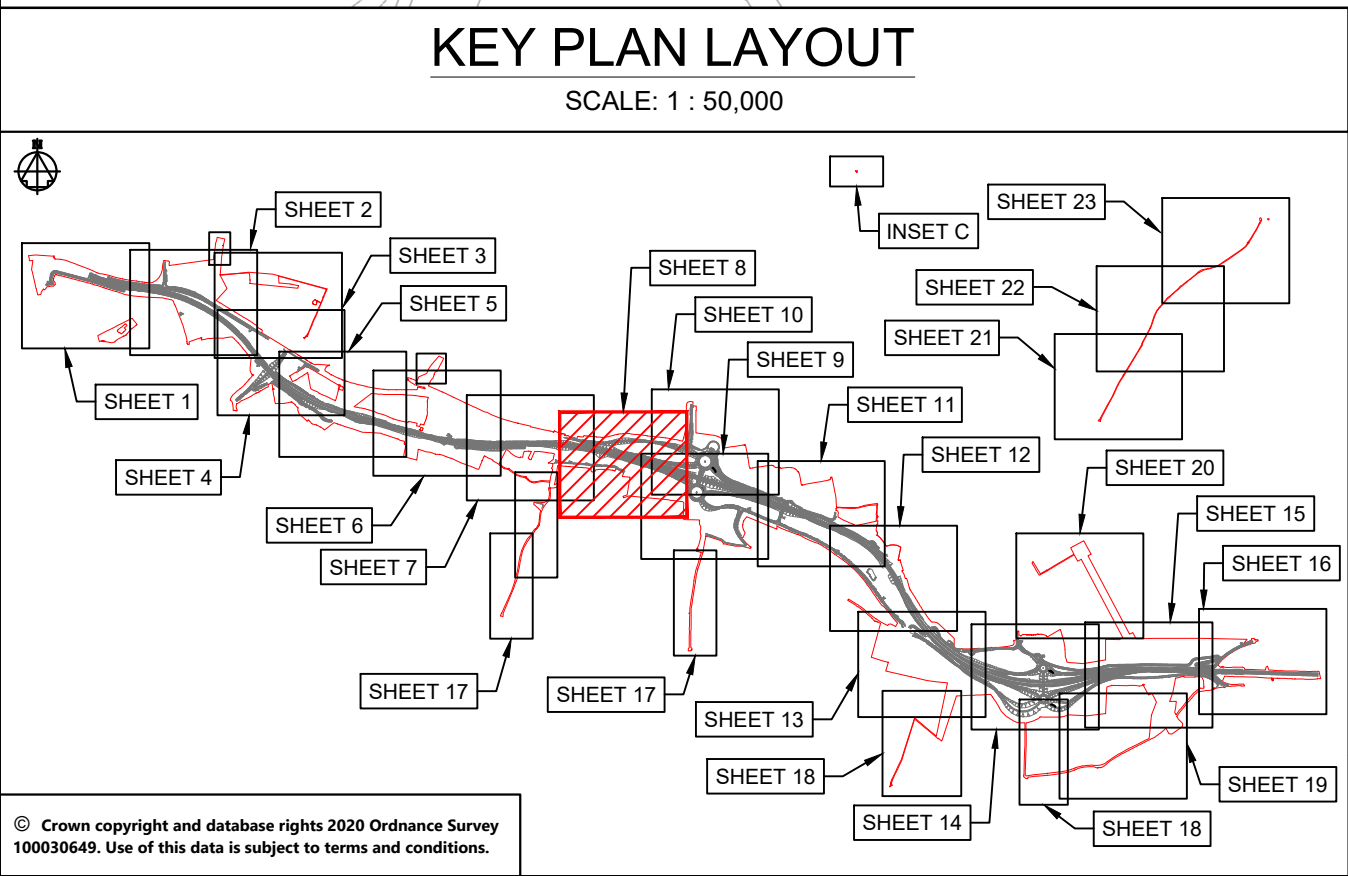 KEY PLAN LAYOUT
SCALE: 1 : 50,000
SHEET 2
SHEET 23
INSET C
SHEET 3
SHEET 8
SHEET 22
SHEET 5
SHEET 10
SHEET 21
SHEET 9
SHEET 1
SHEET 11
SHEET 12
SHEET 4
SHEET 20
SHEET 6
SHEET 15
SHEET 7
SHEET 16
SHEET 17
SHEET 17
SHEET 13
SHEET 18
SHEET 19
SHEET 14
SHEET 18
© Crown copyright and database rights 2020 Ordnance Survey
100030649. Use of this data is subject to terms and conditions.